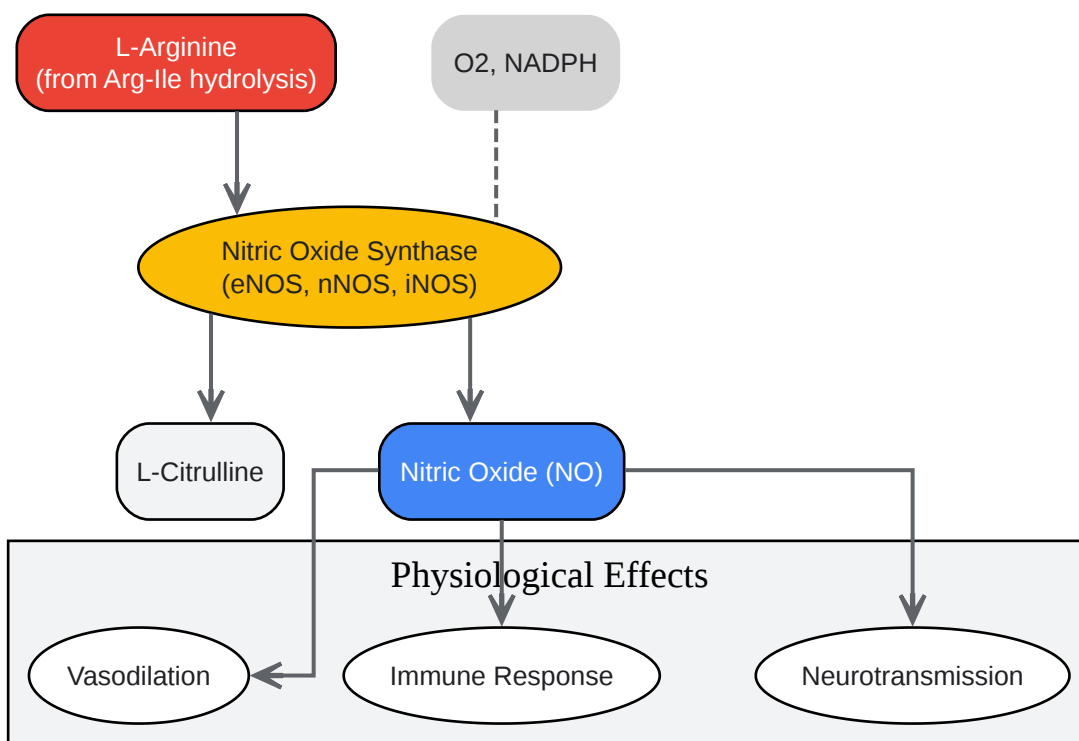 L-Arginine
(from Arg-Ile hydrolysis)
O2, NADPH
Nitric Oxide Synthase
(eNOS, nNOS, iNOS)
L-Citrulline
Nitric Oxide (NO)
Physiological Effects
Vasodilation
Immune Response
Neurotransmission